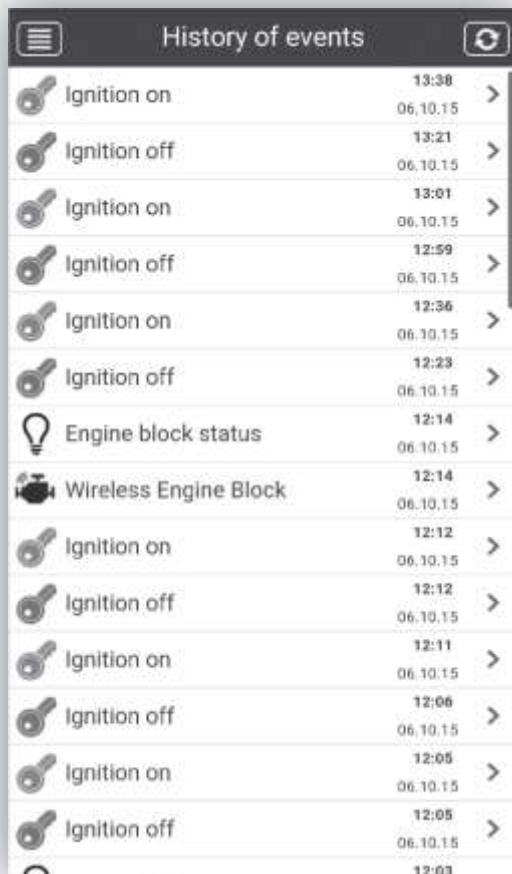 History of events
Ignition on 13:38
06.10.15
Ignition off 13:21
06.10.15
Ignition on 13:01
06.10.15
Ignition off 12:59
06.10.15
Ignition on 12:36
06.10.15
Ignition off 12:23
06.10.15
Engine block status 12:14
06.10.15
Wireless Engine Block 12:14
06.10.15
Ignition on 12:12
06.10.15
Ignition off 12:12
06.10.15
Ignition on 12:11
06.10.15
Ignition off 12:06
06.10.15
Ignition on 12:05
06.10.15
Ignition off 12:05
06.10.15
12:03